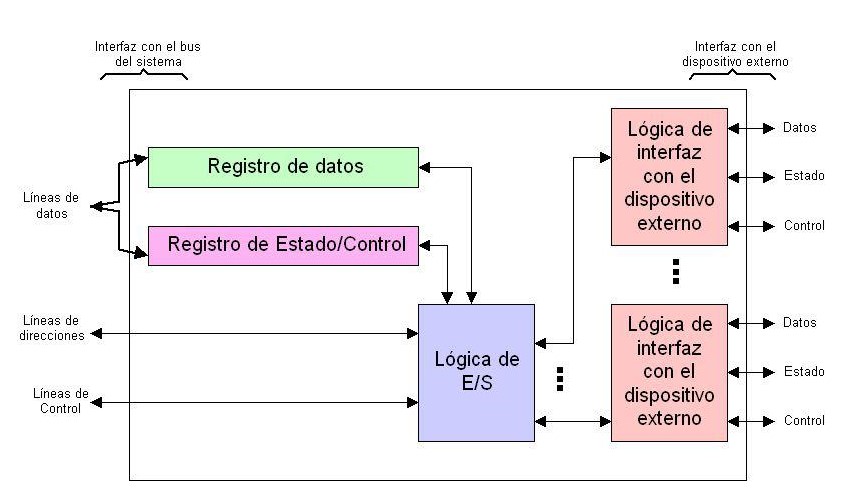 Interfaz con el bus
del sistema
Interfaz con el
dispositivo externo
Líneas de
datos
Registro de datos
Registro de Estado/Control
Líneas de
direcciones
Líneas de
Control
Lógica de
E/S
Lógica de
interfaz
con el
dispositivo
externo
Datos
Estado
Control
Lógica de
interfaz
con el
dispositivo
externo
Datos
Estado
Control